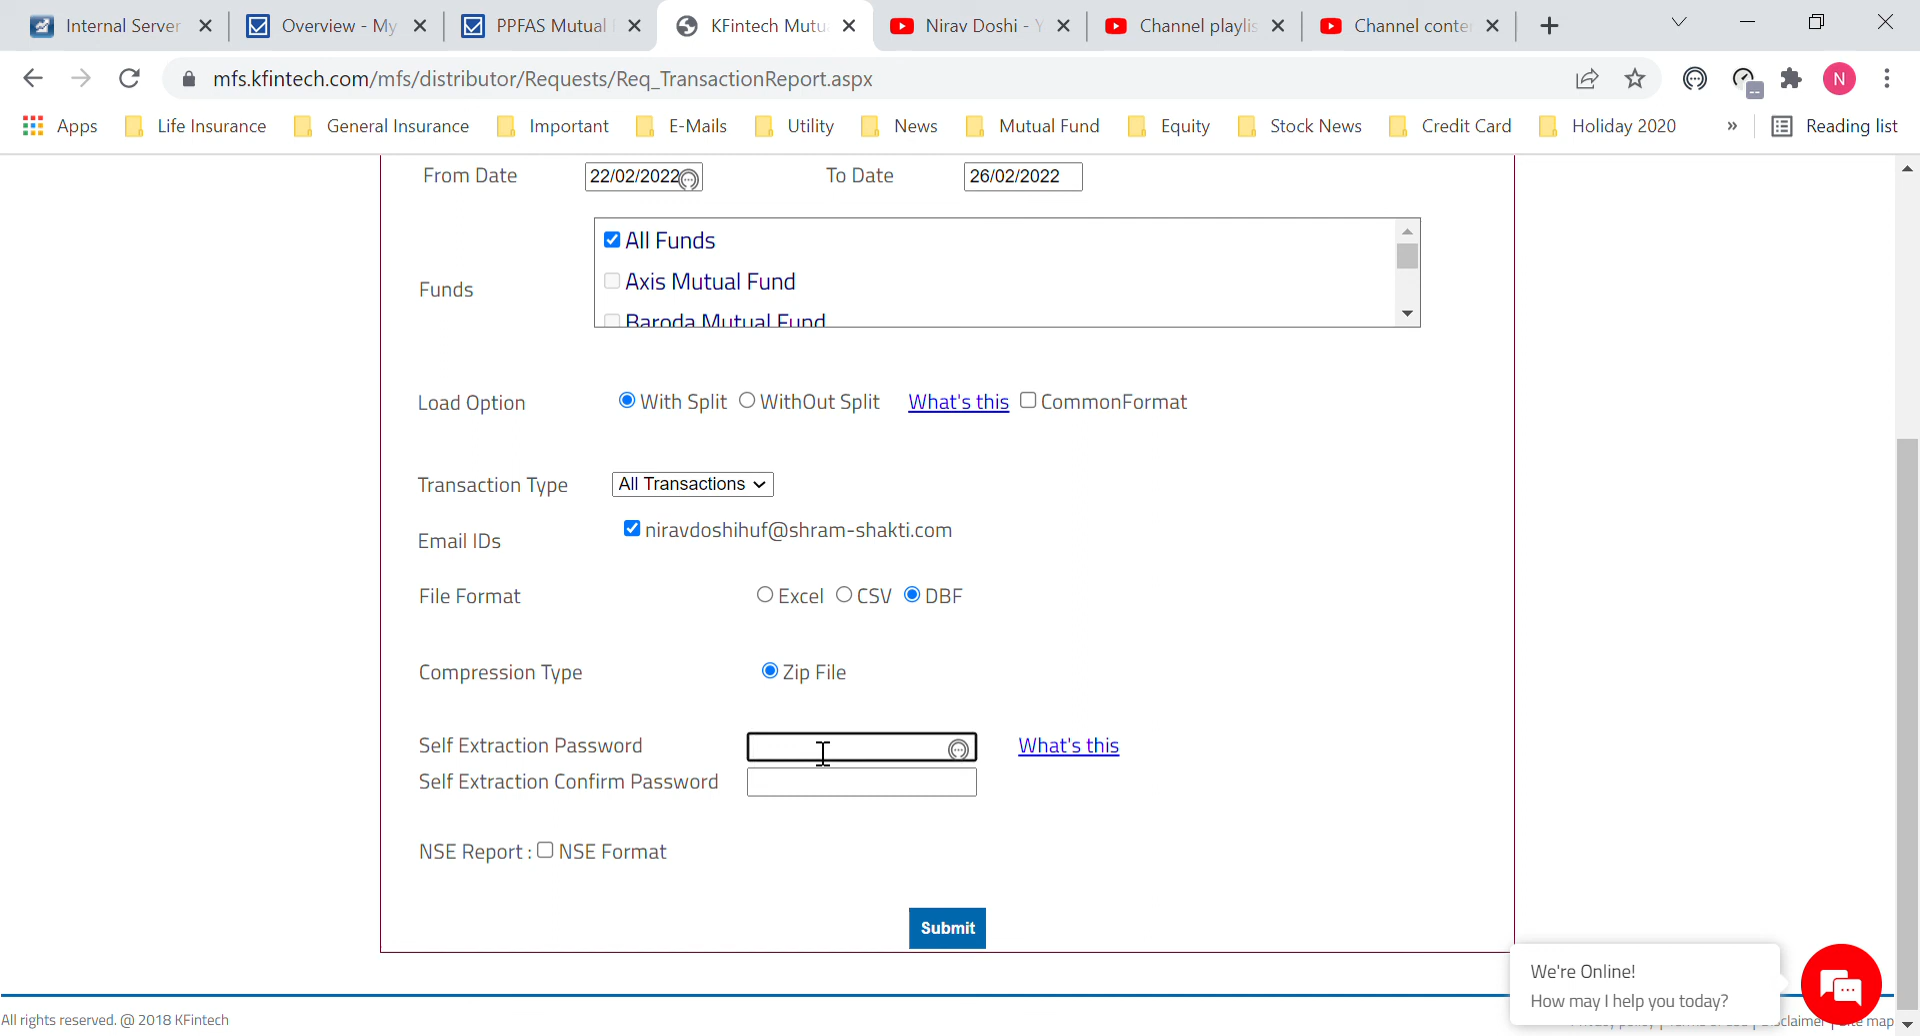 Internal Server
Overview - My
PPFAS Mutual
KFintech Mutu
Nirav Doshi - Y
Channel playlis
Channel conte
mfs.kfintech.com/mfs/distributor/Requests/Req_TransactionReport.aspx
N
Apps
Life Insurance
General Insurance
Important
E-Mails
Utility
News
Mutual Fund
Equity
Stock News
Credit Card
Holiday 2020
»
Reading list
From Date 22/02/2022 To Date 26/02/2022
All Funds
Axis Mutual Fund
Funds
Baroda Mutual Fund
Load Option With Split WithOut Split What's this CommonFormat
Transaction Type All Transactions
niravdoshihuf@shram-shakti.com
Email IDs
File Format Excel CSV DBF
Compression Type Zip File
Self Extraction Password What's this
Self Extraction Confirm Password
NSE Report : NSE Format
Submit
We're Online!
How may I help you today?
All rights reserved. @ 2018 KFintech